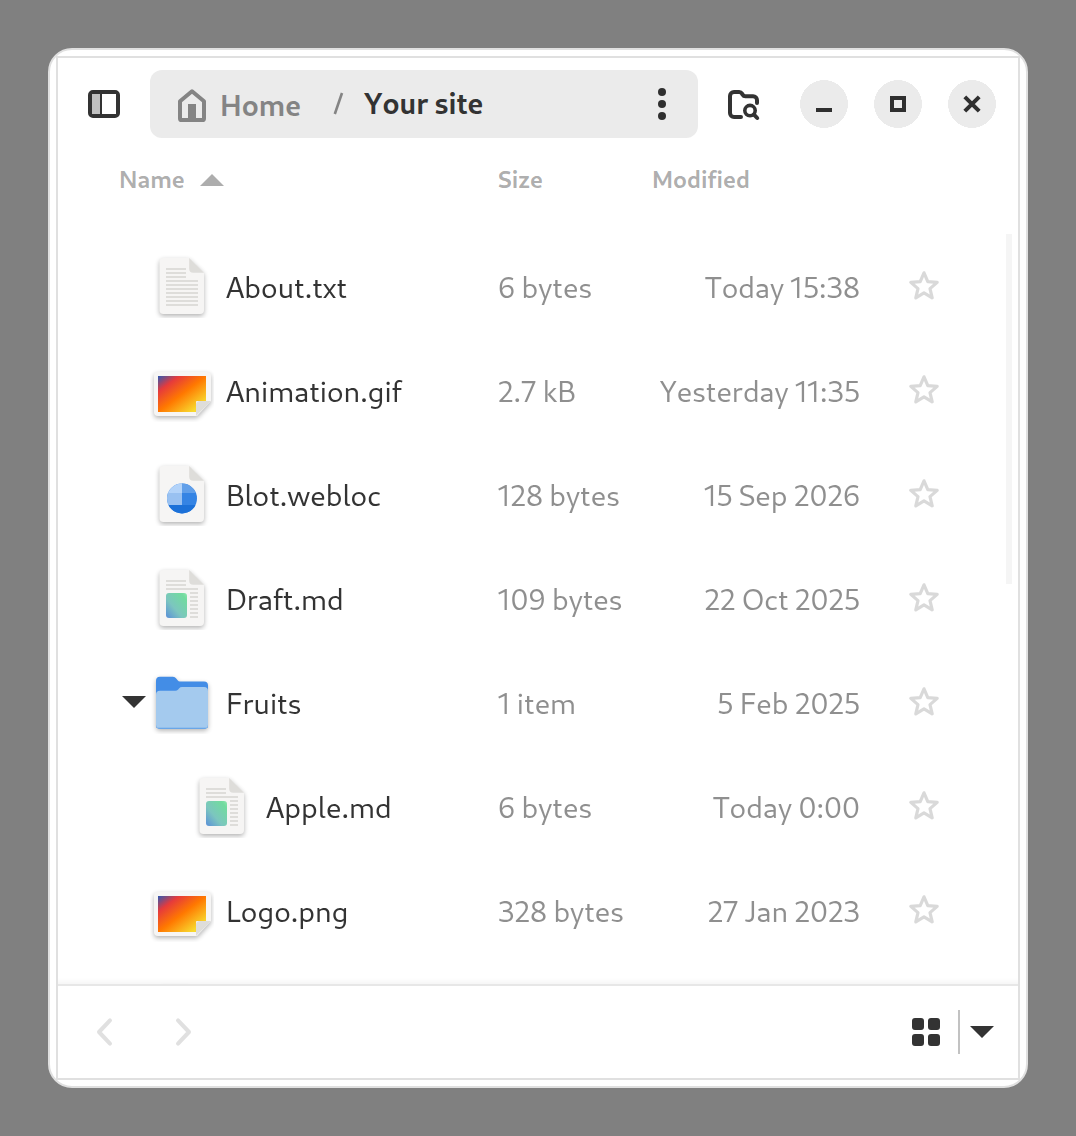 Home / Your site
Name Size Modified
About.txt 6 bytes Today 15:38
Animation.gif 2.7 kB Yesterday 11:35
Blot.webloc 128 bytes 15 Sep 2026
Draft.md 109 bytes 22 Oct 2025
Fruits 1 item 5 Feb 2025
Apple.md 6 bytes Today 0:00
Logo.png 328 bytes 27 Jan 2023